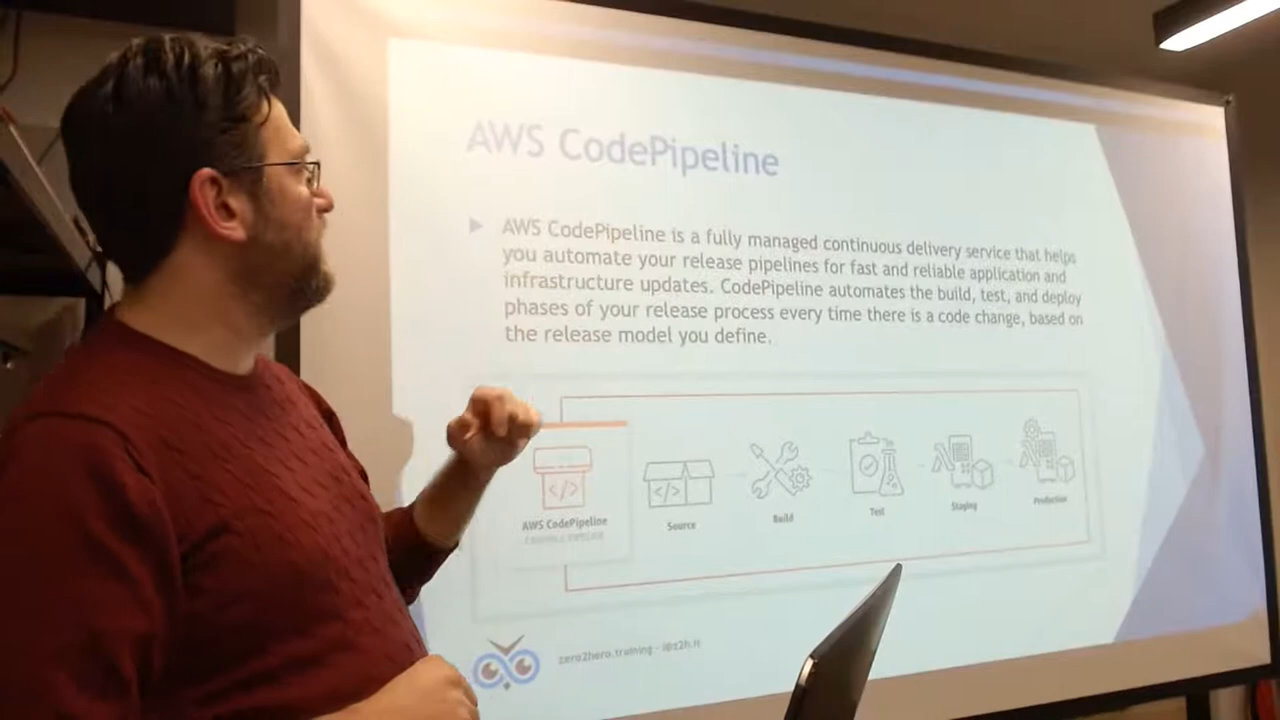 AWS CodePipeline
AWS CodePipeline is a fully managed continuous delivery service that helps
you automate your release pipelines for fast and reliable application and
infrastructure updates. CodePipeline automates the build, test, and deploy
phases of your release process every time there is a code change, based on
the release model you define.
AWS CodePipeline
Source
Build
Test
Staging
Production
zero2hero.training -